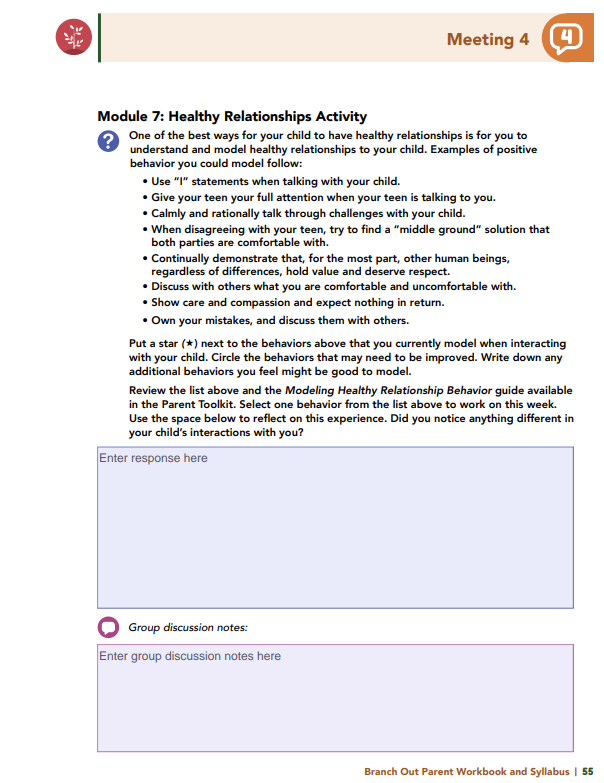 Meeting 4
4
Module 7: Healthy Relationships Activity
?
One of the best ways for your child to have healthy relationships is for you to
understand and model healthy relationships to your child. Examples of positive
behavior you could model follow:
• Use “I” statements when talking with your child.
• Give your teen your full attention when your teen is talking to you.
• Calmly and rationally talk through challenges with your child.
• When disagreeing with your teen, try to find a “middle ground” solution that
both parties are comfortable with.
• Continually demonstrate that, for the most part, other human beings,
regardless of differences, hold value and deserve respect.
• Discuss with others what you are comfortable and uncomfortable with.
• Show care and compassion and expect nothing in return.
• Own your mistakes, and discuss them with others.
Put a star (★) next to the behaviors above that you currently model when interacting
with your child. Circle the behaviors that may need to be improved. Write down any
additional behaviors you feel might be good to model.
Review the list above and the Modeling Healthy Relationship Behavior guide available
in the Parent Toolkit. Select one behavior from the list above to work on this week.
Use the space below to reflect on this experience. Did you notice anything different in
your child’s interactions with you?
Enter response here
Group discussion notes:
Enter group discussion notes here
Branch Out Parent Workbook and Syllabus | 55